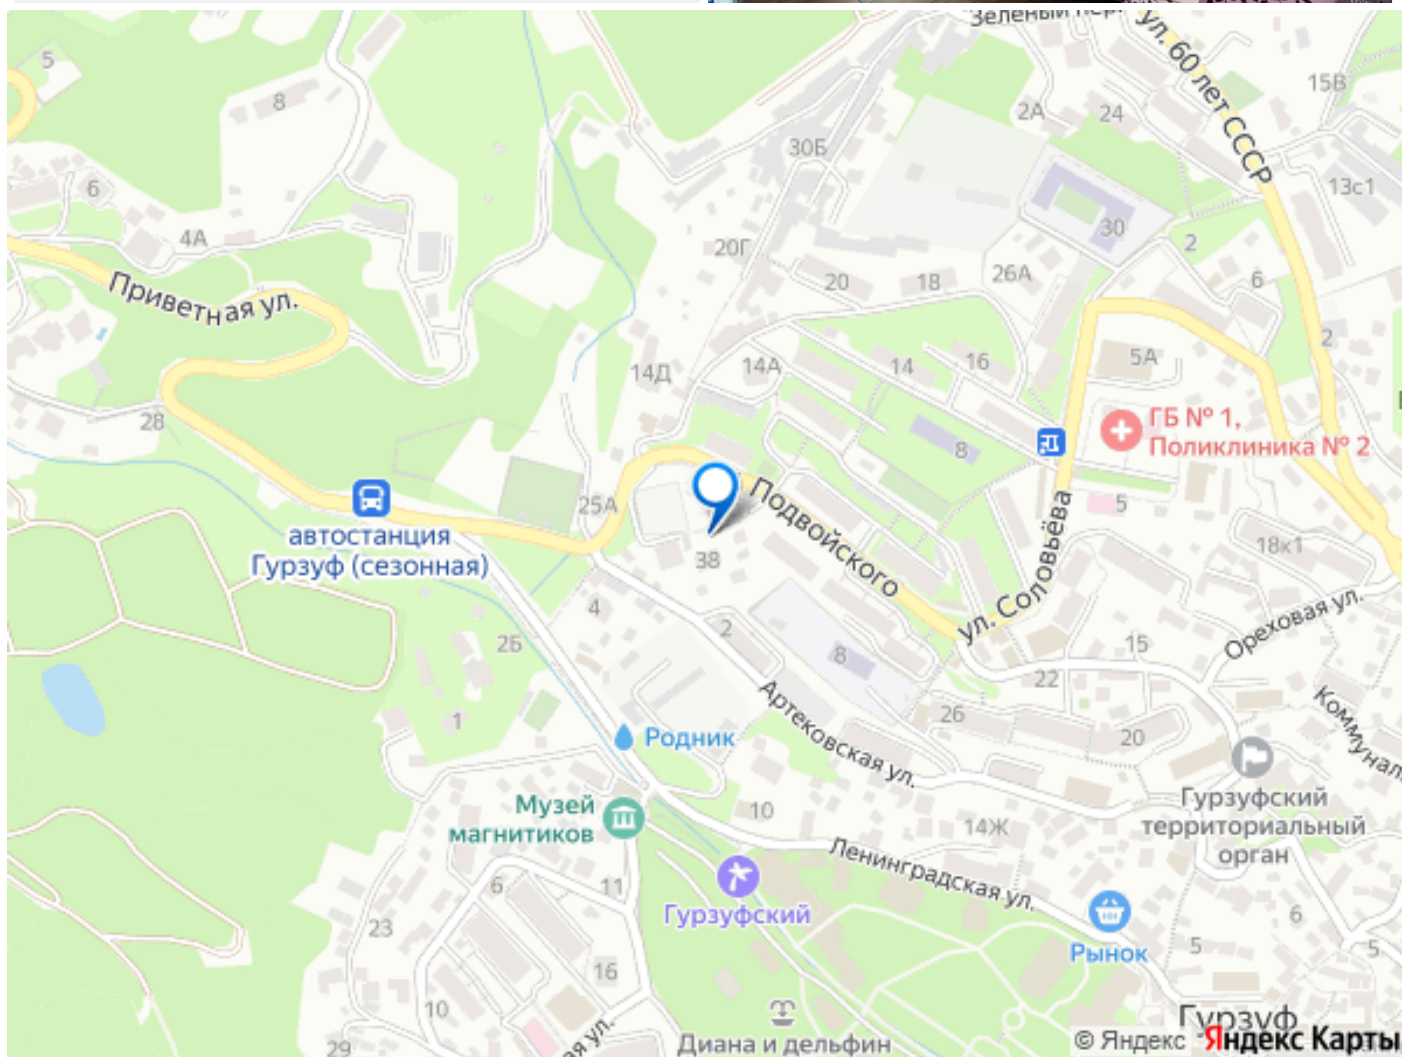 ул. 60 лет СССР
5
8
2А
24
15В
30Б
6
13с1
4А
20Г
30
2
20
18
26А
6
Приветная ул.
2
14Д
14А
14
16
5А
28
ГБ № 1,
Поликлиника № 2
8
25А
Подвойского
5
автостанция
Гурзуф (сезонная)
38
ул. Соловьёва
18к1
4
2
Ореховая ул.
2Б
8
15
22
1
Артековская ул.
26
20
Родник
Музей
магнитиков
10
14Ж
Гурзуфский
территориальный
орган
Ленинградская ул.
6
11
Гурзуфский
23
Рынок
6
5
5
16
10
Диана и дельфин
29
Гурзуф
© Яндекс Яндекс Карты